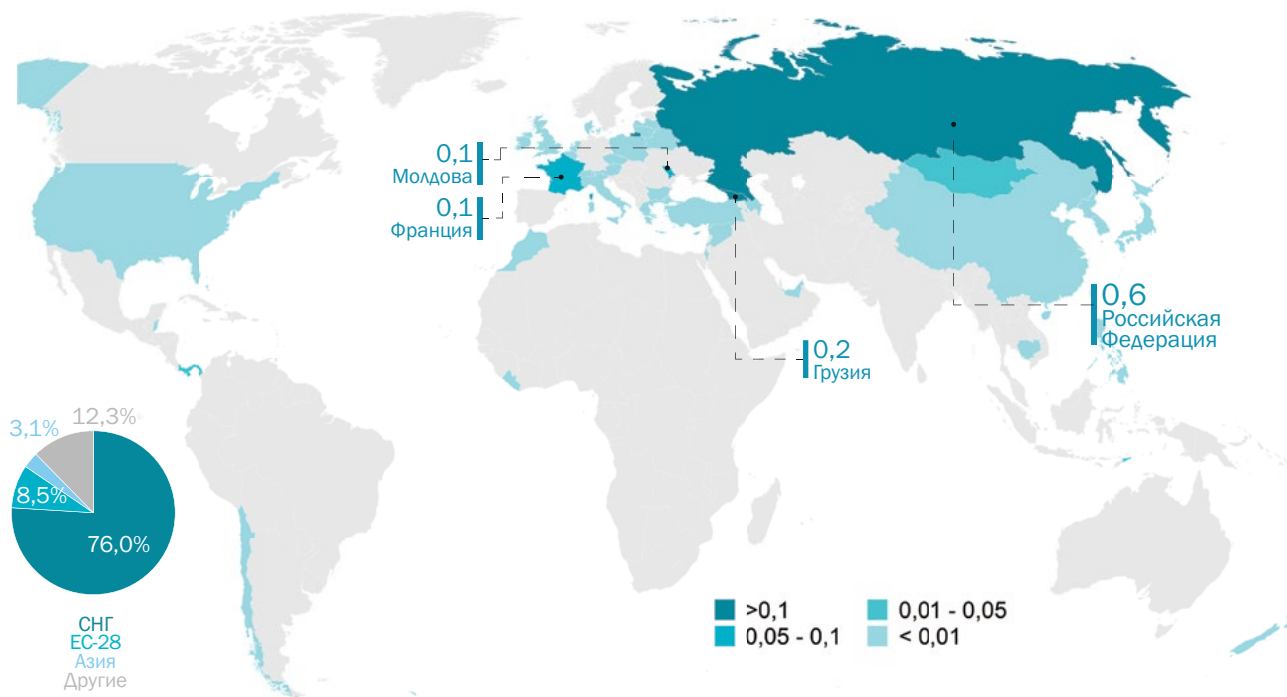 0,1
Молдова
0,1
Франция
0,6
Российская
Федерация
0,2
Грузия
12,3%
3,1%
8,5%
76,0%
СНГ
ЕС-28
Азия
Другие
>0,1
0,05 - 0,1
0,01 - 0,05
< 0,01